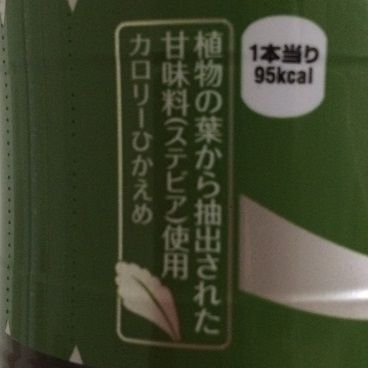 植物の葉から抽出された
甘味料(ステビア)使用
カロリーひかえめ
1本当り
95kcal